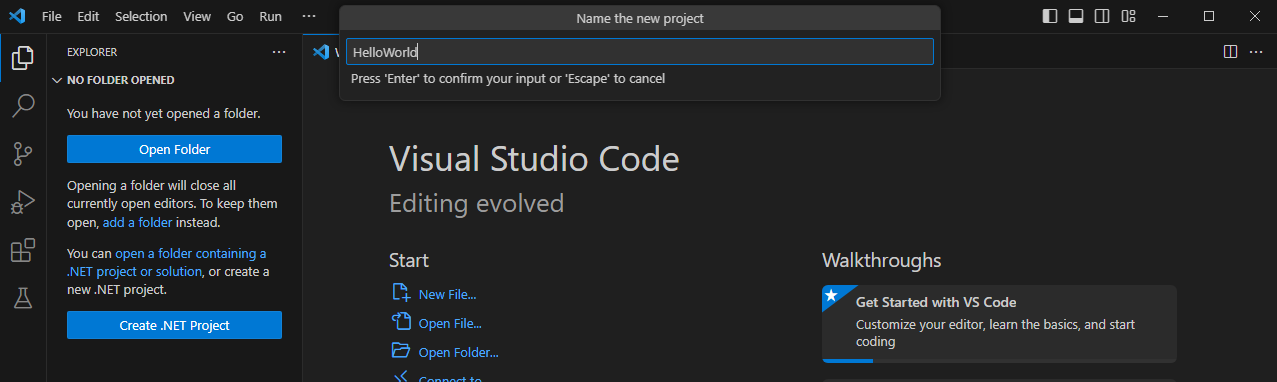 File Edit Selection View Go Run ···
Name the new project
HelloWorld
Press 'Enter' to confirm your input or 'Escape' to cancel
EXPLORER
NO FOLDER OPENED
You have not yet opened a folder.
Open Folder
Opening a folder will close all
currently open editors. To keep them
open, add a folder instead.
You can open a folder containing a
.NET project or solution, or create a
new .NET project.
Create .NET Project
Visual Studio Code
Editing evolved
Start
New File...
Open File...
Open Folder...
Connect to
Walkthroughs
Get Started with VS Code
Customize your editor, learn the basics, and start
coding